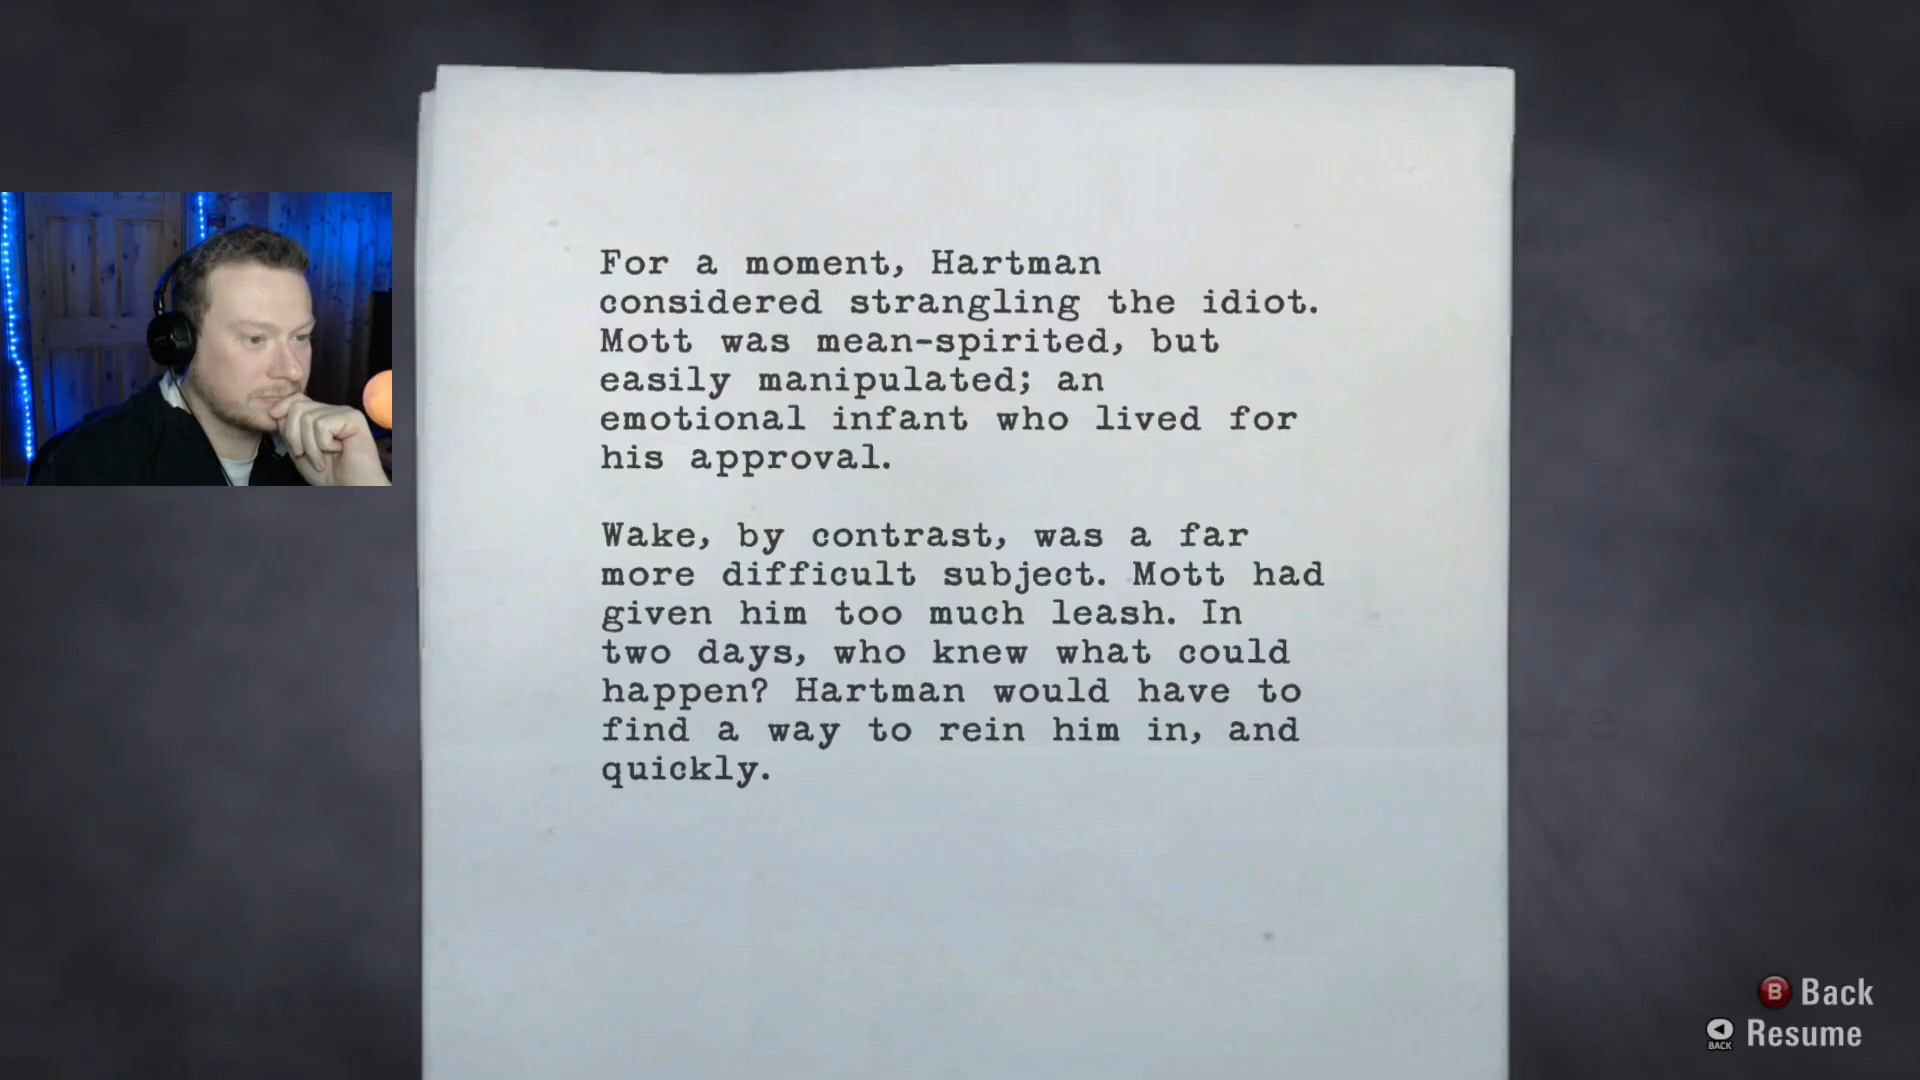 For a moment, Hartman
considered strangling the idiot.
Mott was mean-spirited, but
easily manipulated; an
emotional infant who lived for
his approval.
Wake, by contrast, was a far
more difficult subject. Mott had
given him too much leash. In
two days, who knew what could
happen? Hartman would have to
find a way to rein him in, and
quickly.
B Back
BACK Resume